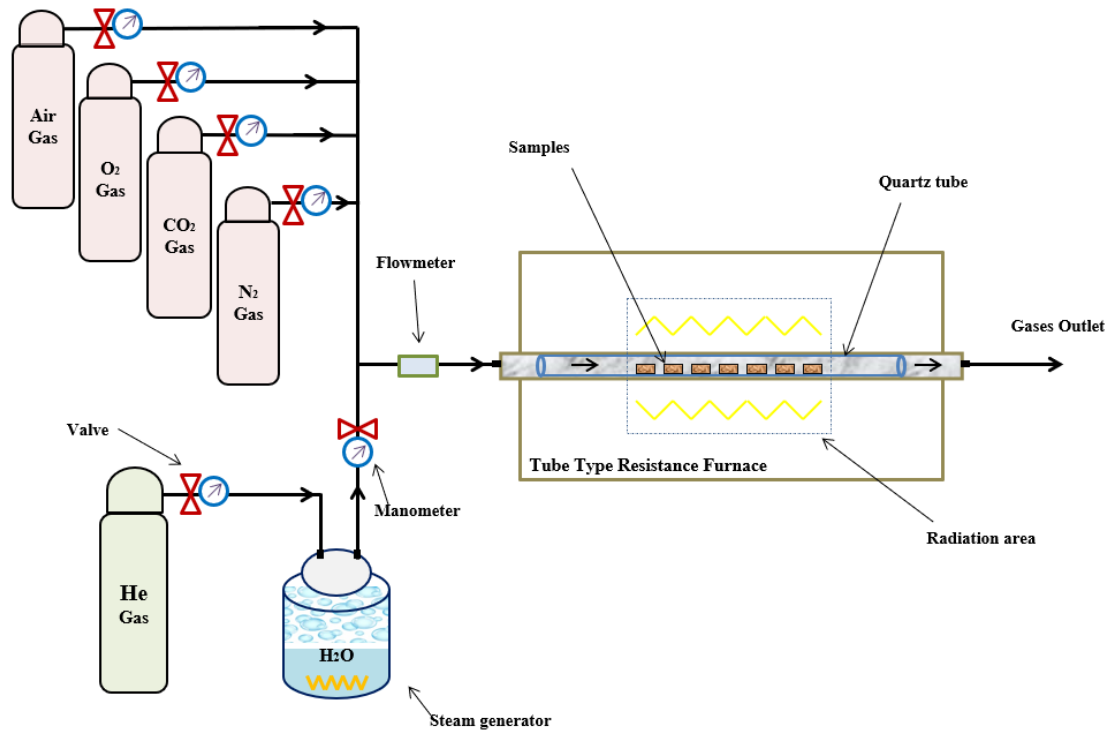 Air
Gas
O2
Gas
CO2
Gas
N2
Gas
Samples
Quartz tube
Flowmeter
Gases Outlet
Valve
Tube Type Resistance Furnace
Manometer
Radiation area
He
Gas
H2O
Steam generator